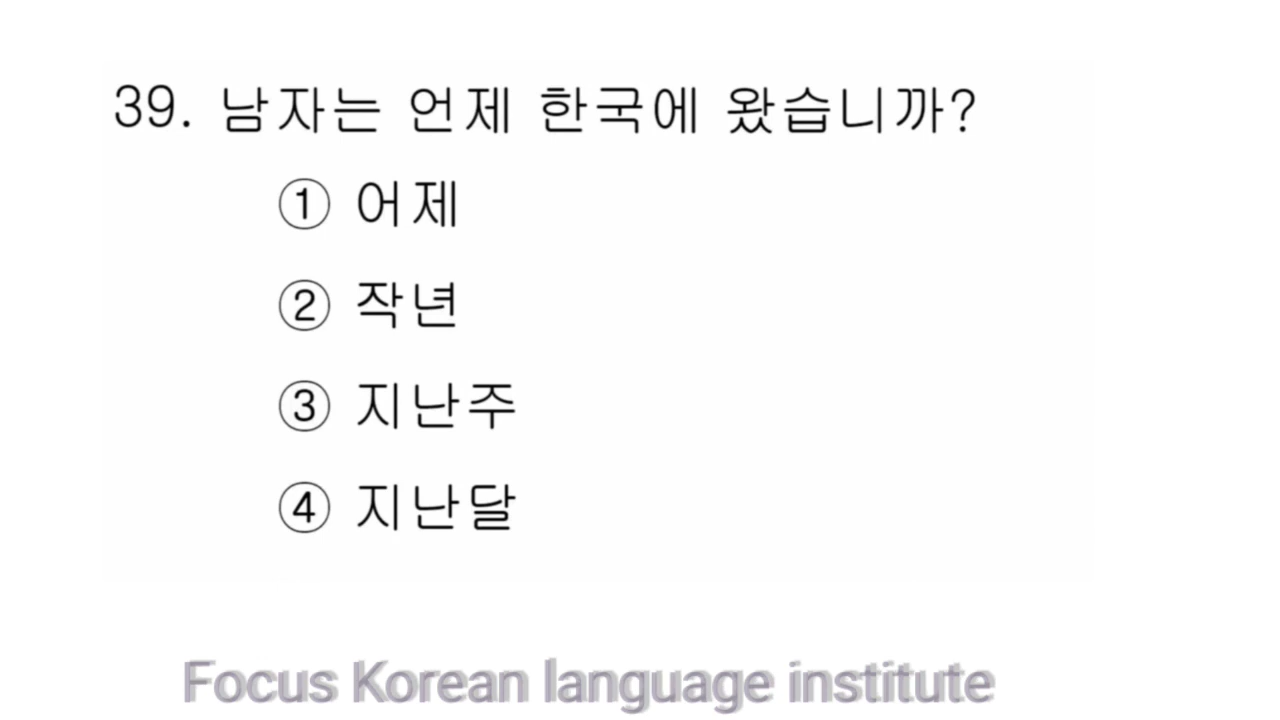 39. 남자는 언제 한국에 왔습니까?
① 어제
② 작년
③ 지난주
④ 지난달
Focus Korean language institute